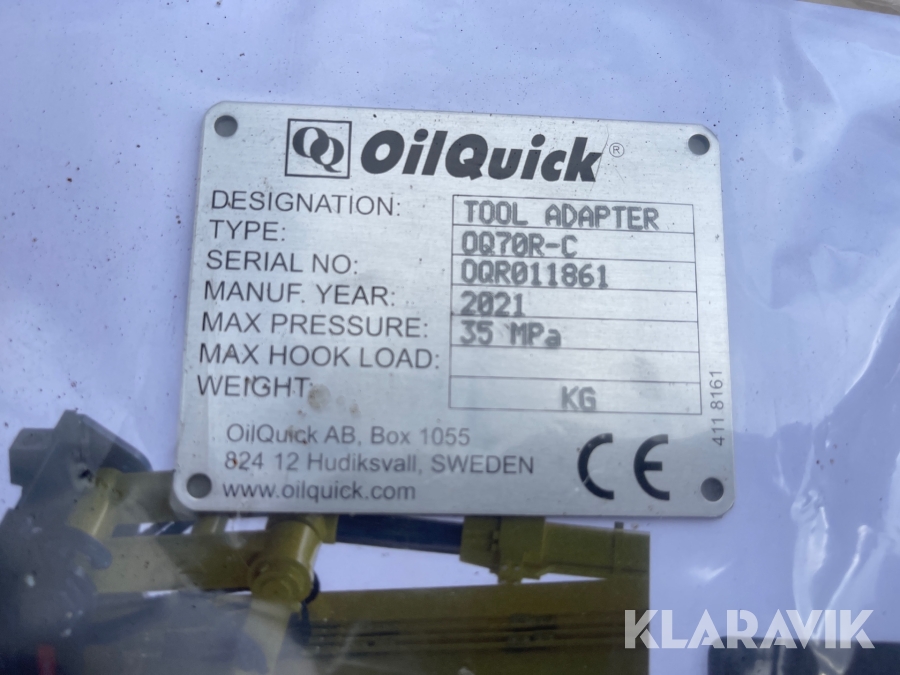 QQ OilQuick®
DESIGNATION: TOOL ADAPTER
TYPE: OQ70R-C
SERIAL NO: OQR011861
MANUF. YEAR: 2021
MAX PRESSURE: 35 MPa
MAX HOOK LOAD:
WEIGHT: KG
OilQuick AB, Box 1055
824 12 Hudiksvall, SWEDEN
www.oilquick.com
CE
411 8161
KLARAVIK